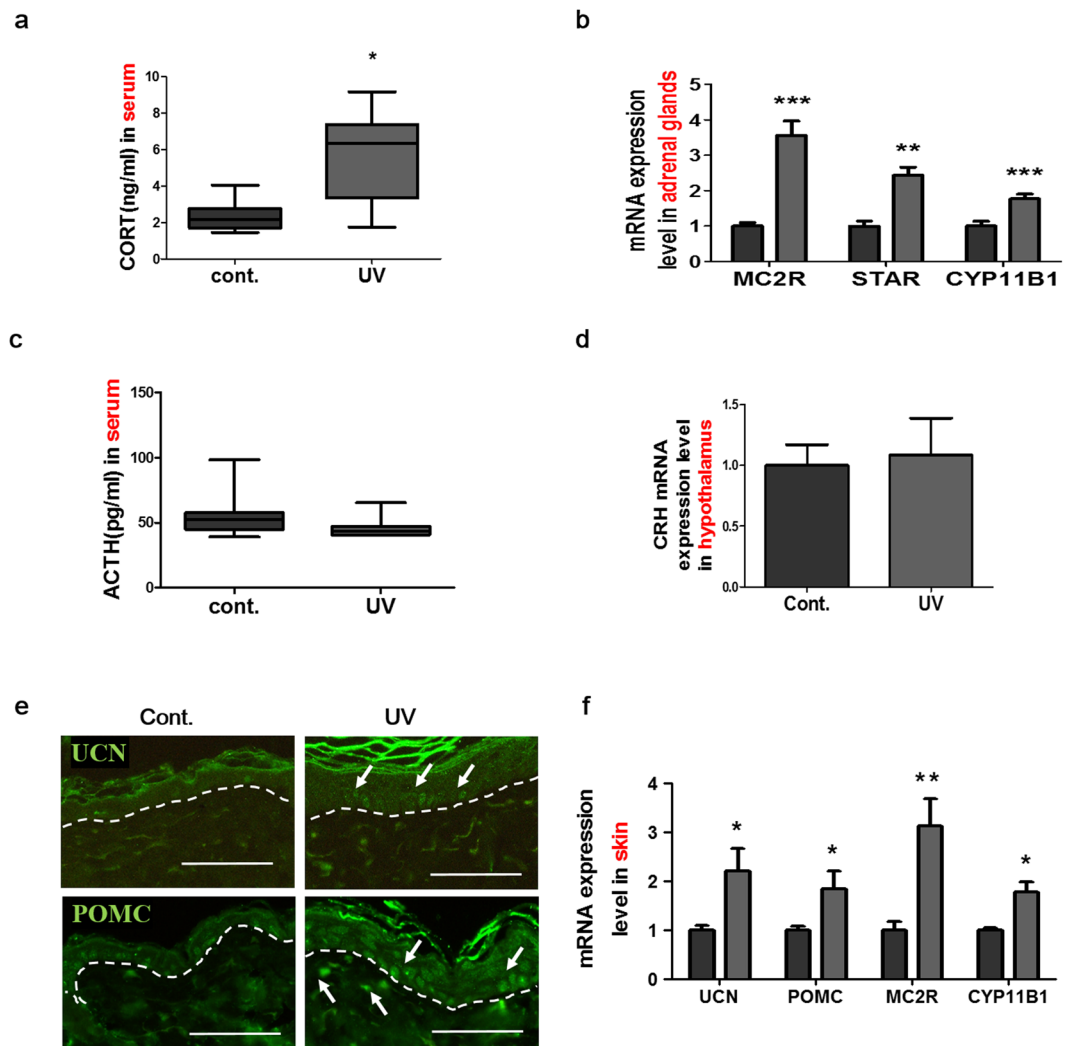 a
CORT(ng/ml) in serum
*
10
8
6
4
2
0
cont.
UV
b
mRNA expression
level in adrenal glands
5
4
3
2
1
0
***
**
***
MC2R
STAR
CYP11B1
c
ACTH(pg/ml) in serum
150
100
50
0
cont.
UV
d
CRH mRNA
expression level
in hypothalamus
1.5
1.0
0.5
0.0
Cont.
UV
e
Cont.
UV
UCN
POMC
f
mRNA expression
level in skin
4
3
2
1
0
*
*
**
*
UCN
POMC
MC2R
CYP11B1